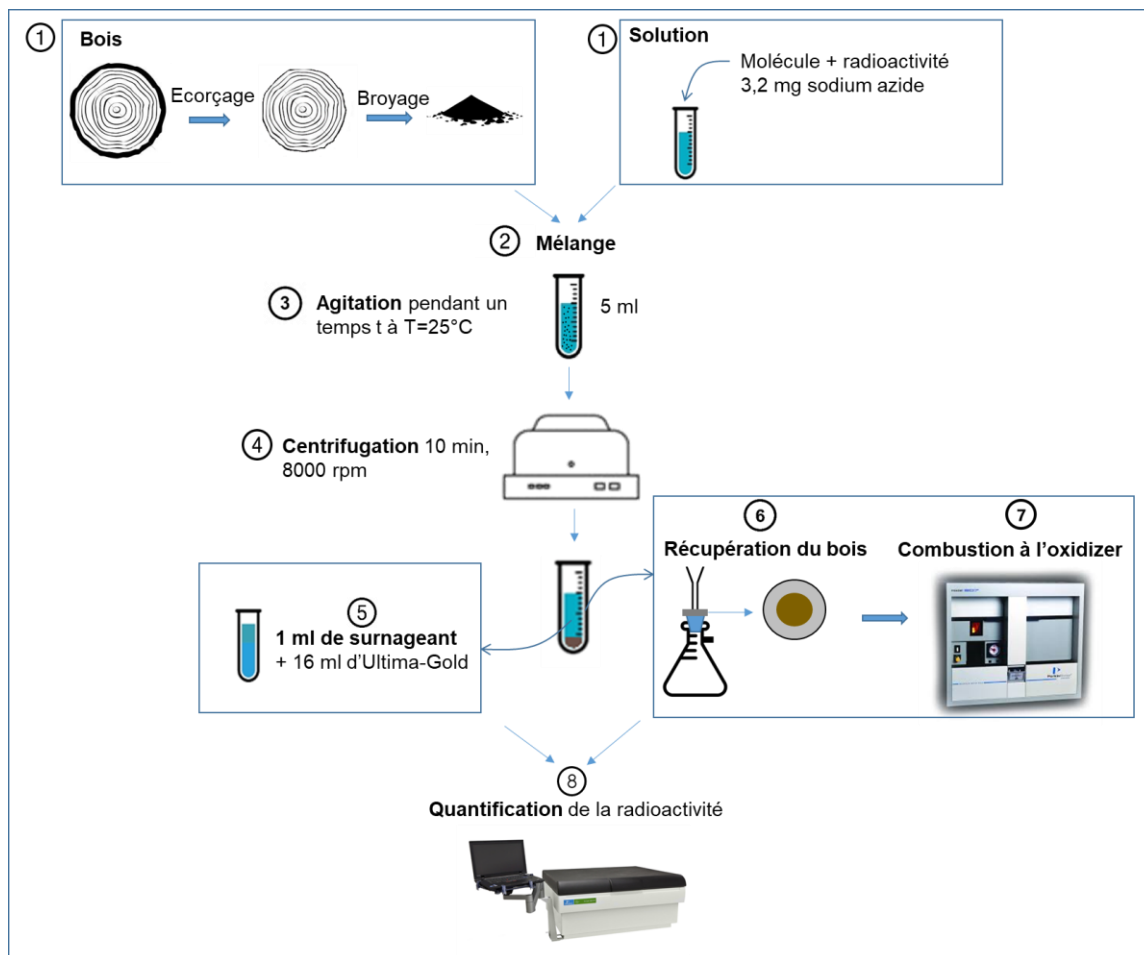 1
Bois
Ecorçage
Broyage
1
Solution
Molécule + radioactivité
3,2 mg sodium azide
2 Mélange
3 Agitation pendant un
temps t à T=25°C
5 ml
4 Centrifugation 10 min,
8000 rpm
5
1 ml de surnageant
+ 16 ml d’Ultima-Gold
6
Récupération du bois
7
Combustion à l’oxidizer
8
Quantification de la radioactivité